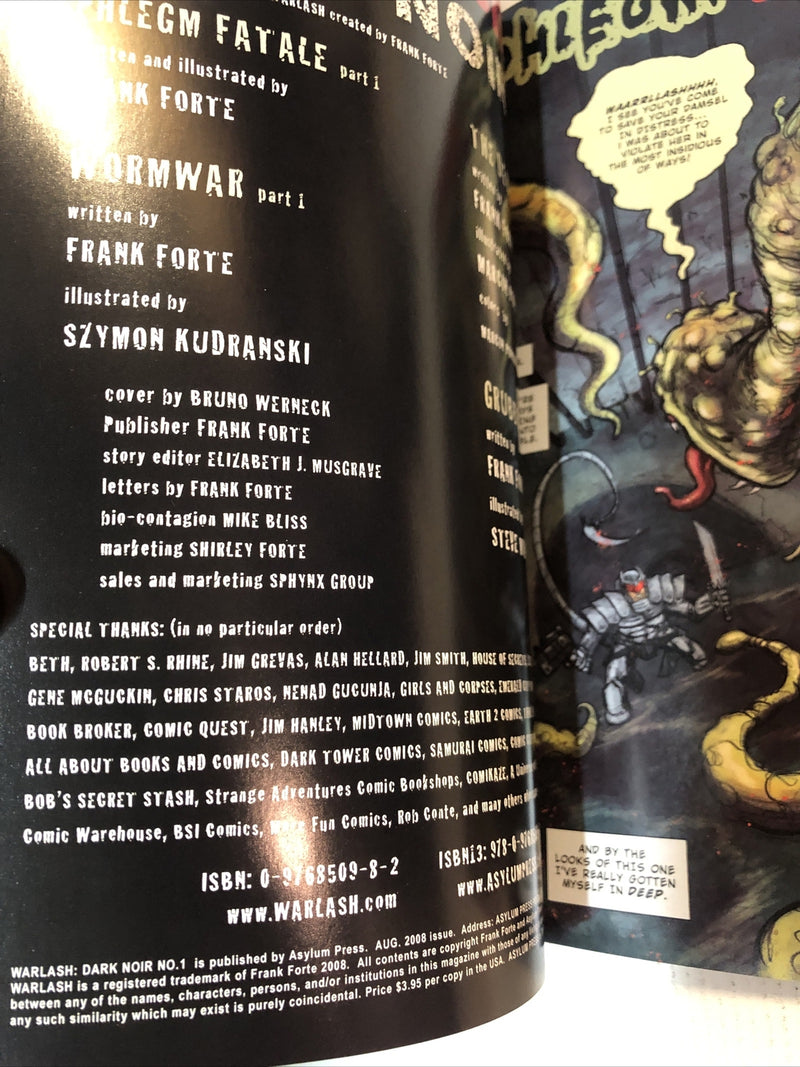 WARLASH created by FRANK FORTE
PHLEGM FATALE part 1
and illustrated by
FORTE
WORMWAR part 1
written by
FRANK FORTE
illustrated by
SZYMON KUDRANSKI
cover by BRUNO WERNECK
Publisher FRANK FORTE
story editor ELIZABETH J. MUSGRAVE
letters by FRANK FORTE
bio-contagion MIKE BLISS
marketing SHIRLEY FORTE
sales and marketing SPHYNX GROUP
SPECIAL THANKS: (in no particular order)
BETH, ROBERT S. RHINE, JIM GREVAS, ALAN HELLARD, JIM SMITH, HOUSE OF
GENE MCGUCKIN, CHRIS STAROS, NENAD GUCUNJA, GIRLS AND CORPSES,
BOOK BROKER, COMIC QUEST, JIM HANLEY, MIDTOWN COMICS, EARTH 2 COMICS,
ALL ABOUT BOOKS AND COMICS, DARK TOWER COMICS, SAMURAI COMICS,
BOB'S SECRET STASH, Strange Adventures Comic Bookshops, COMIKAZE, A
Comic Warehouse, BSI Comics, Fun Comics, Rob Conte, and many others
ISBN: 0-9768509-8-2
ISBN13: 978-0-
www.WARLASH.com
WARLASH: DARK NOIR NO.1 is published by Asylum Press. AUG. 2008 issue. Address: ASYLUM PRESS
WARLASH is a registered trademark of Frank Forte 2008. All contents are copyright Frank Forte and
between any of the names, characters, persons, and/or institutions in this magazine with those of any
any such similarity which may exist is purely coincidental. Price $3.95 per copy in the USA. ASYLUM
WAARRLLASHHHH,
I SEE YOU'VE COME
TO SAVE YOUR DAMSEL
IN DISTRESS...
I WAS ABOUT TO
VIOLATE HER IN
THE MOST INSIDIOUS
OF WAYS!
AND BY THE
LOOKS OF THIS ONE
I'VE REALLY GOTTEN
MYSELF IN DEEP.